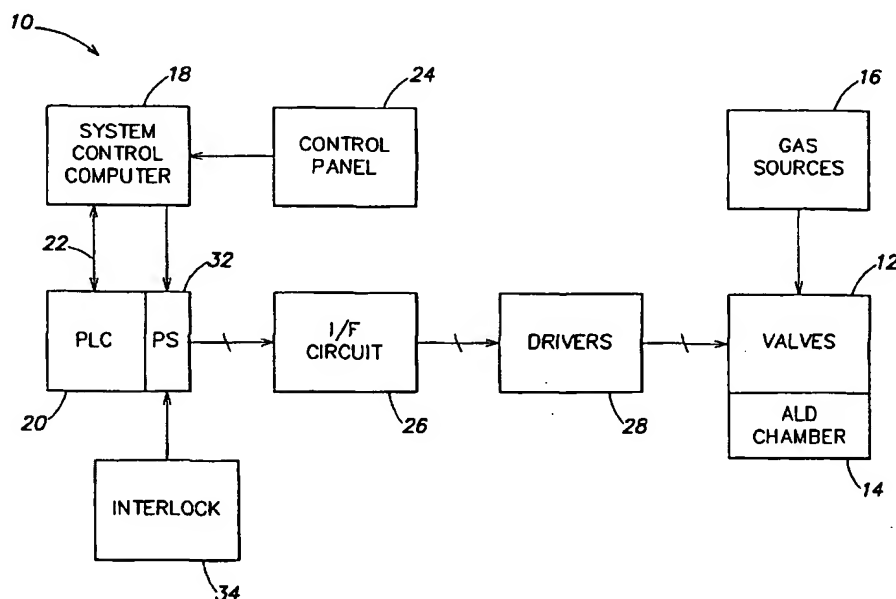 10
18
24
16
SYSTEM
CONTROL
COMPUTER
CONTROL
PANEL
GAS
SOURCES
22
32
12
PLC
PS
I/F
CIRCUIT
DRIVERS
VALVES
ALD
CHAMBER
20
26
28
14
INTERLOCK
34